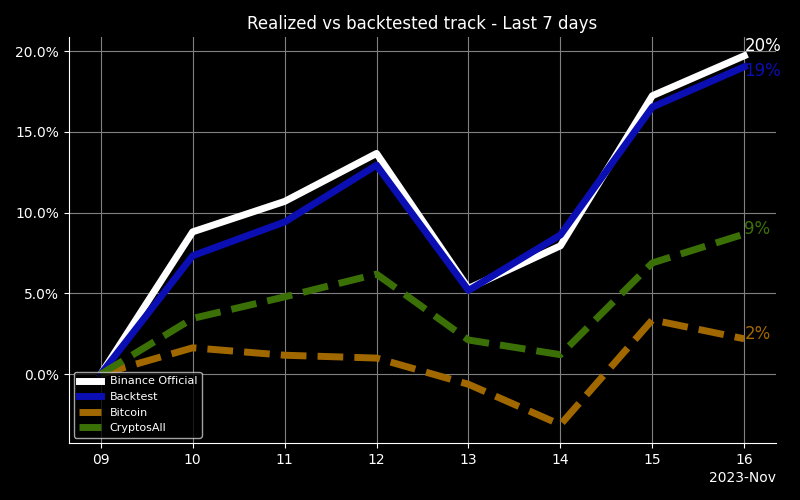 Realized vs backtested track - Last 7 days
20.0%
15.0%
10.0%
5.0%
0.0%
20%
19%
9%
2%
Binance Official
Backtest
Bitcoin
CryptosAll
09 10 11 12 13 14 15 16
2023-Nov